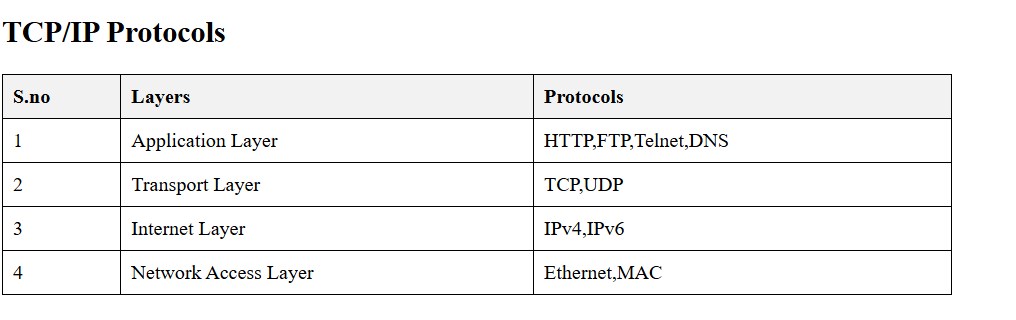 TCP/IP Protocols
S.no Layers Protocols
1 Application Layer HTTP,FTP,Telnet,DNS
2 Transport Layer TCP,UDP
3 Internet Layer IPv4,IPv6
4 Network Access Layer Ethernet,MAC